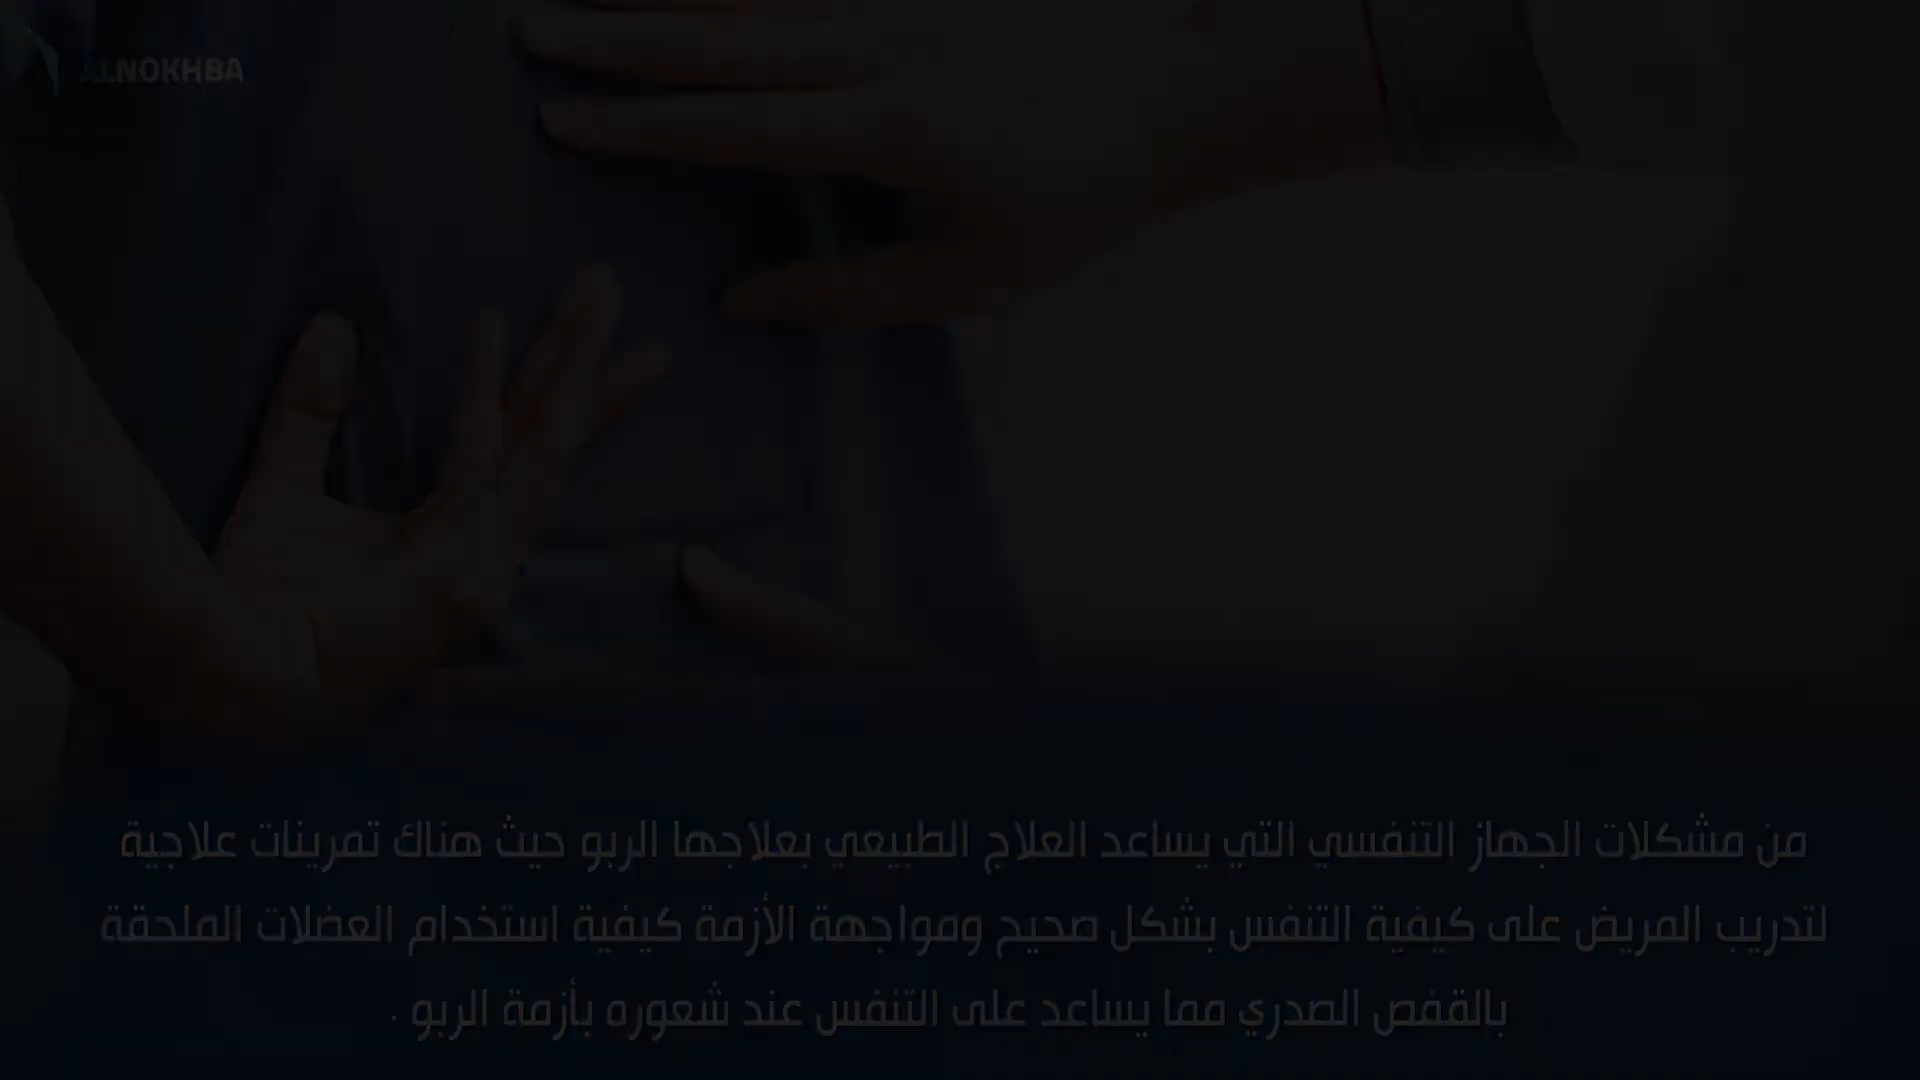 ALNOKHBA
من مشكلات الجهاز التنفسي التي يساعد العلاج الطبيعي بعلاجها الربو حيث هناك تمرينات علاجية
لتدريب المريض على كيفية التنفس بشكل صحيح ومواجهة الأزمة كيفية استخدام العضلات الملحقة
بالقفص الصدري مما يساعد على التنفس عند شعوره بأزمة الربو .